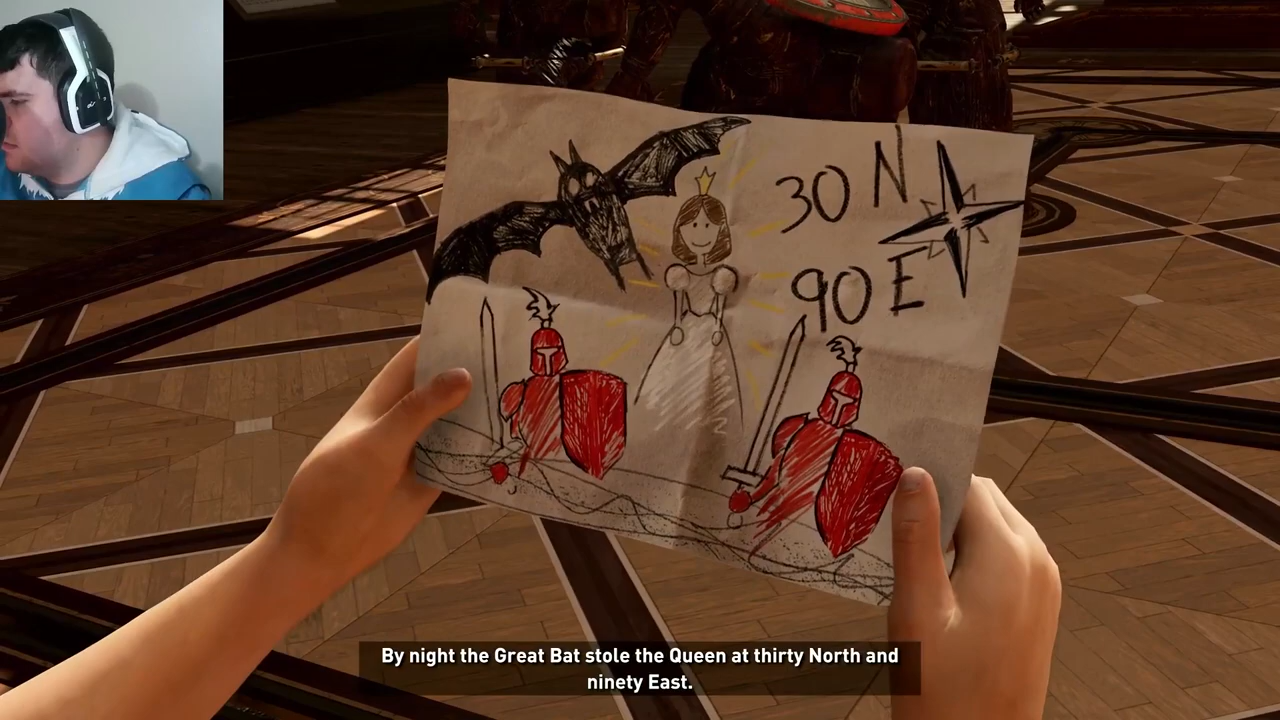 30 N
90 E
By night the Great Bat stole the Queen at thirty North and
ninety East.